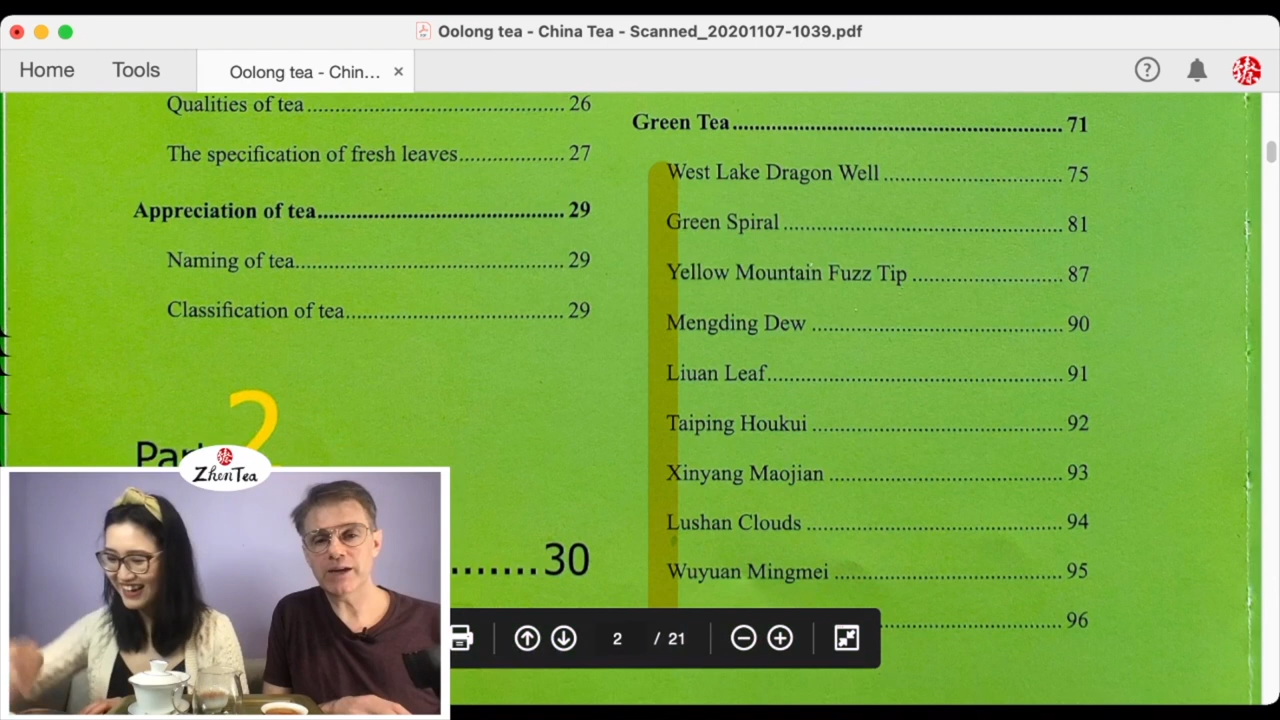 Oolong tea - China Tea - Scanned_20201107-1039.pdf
Home Tools Oolong tea - Chin... ×
Qualities of tea 26
The specification of fresh leaves 27
Appreciation of tea 29
Naming of tea 29
Classification of tea 29
2
30
ZhenTea
Green Tea 71
West Lake Dragon Well 75
Green Spiral 81
Yellow Mountain Fuzz Tip 87
Mengding Dew 90
Liuan Leaf 91
Taiping Houkui 92
Xinyang Maojian 93
Lushan Clouds 94
Wuyuan Mingmei 95
96
2 / 21